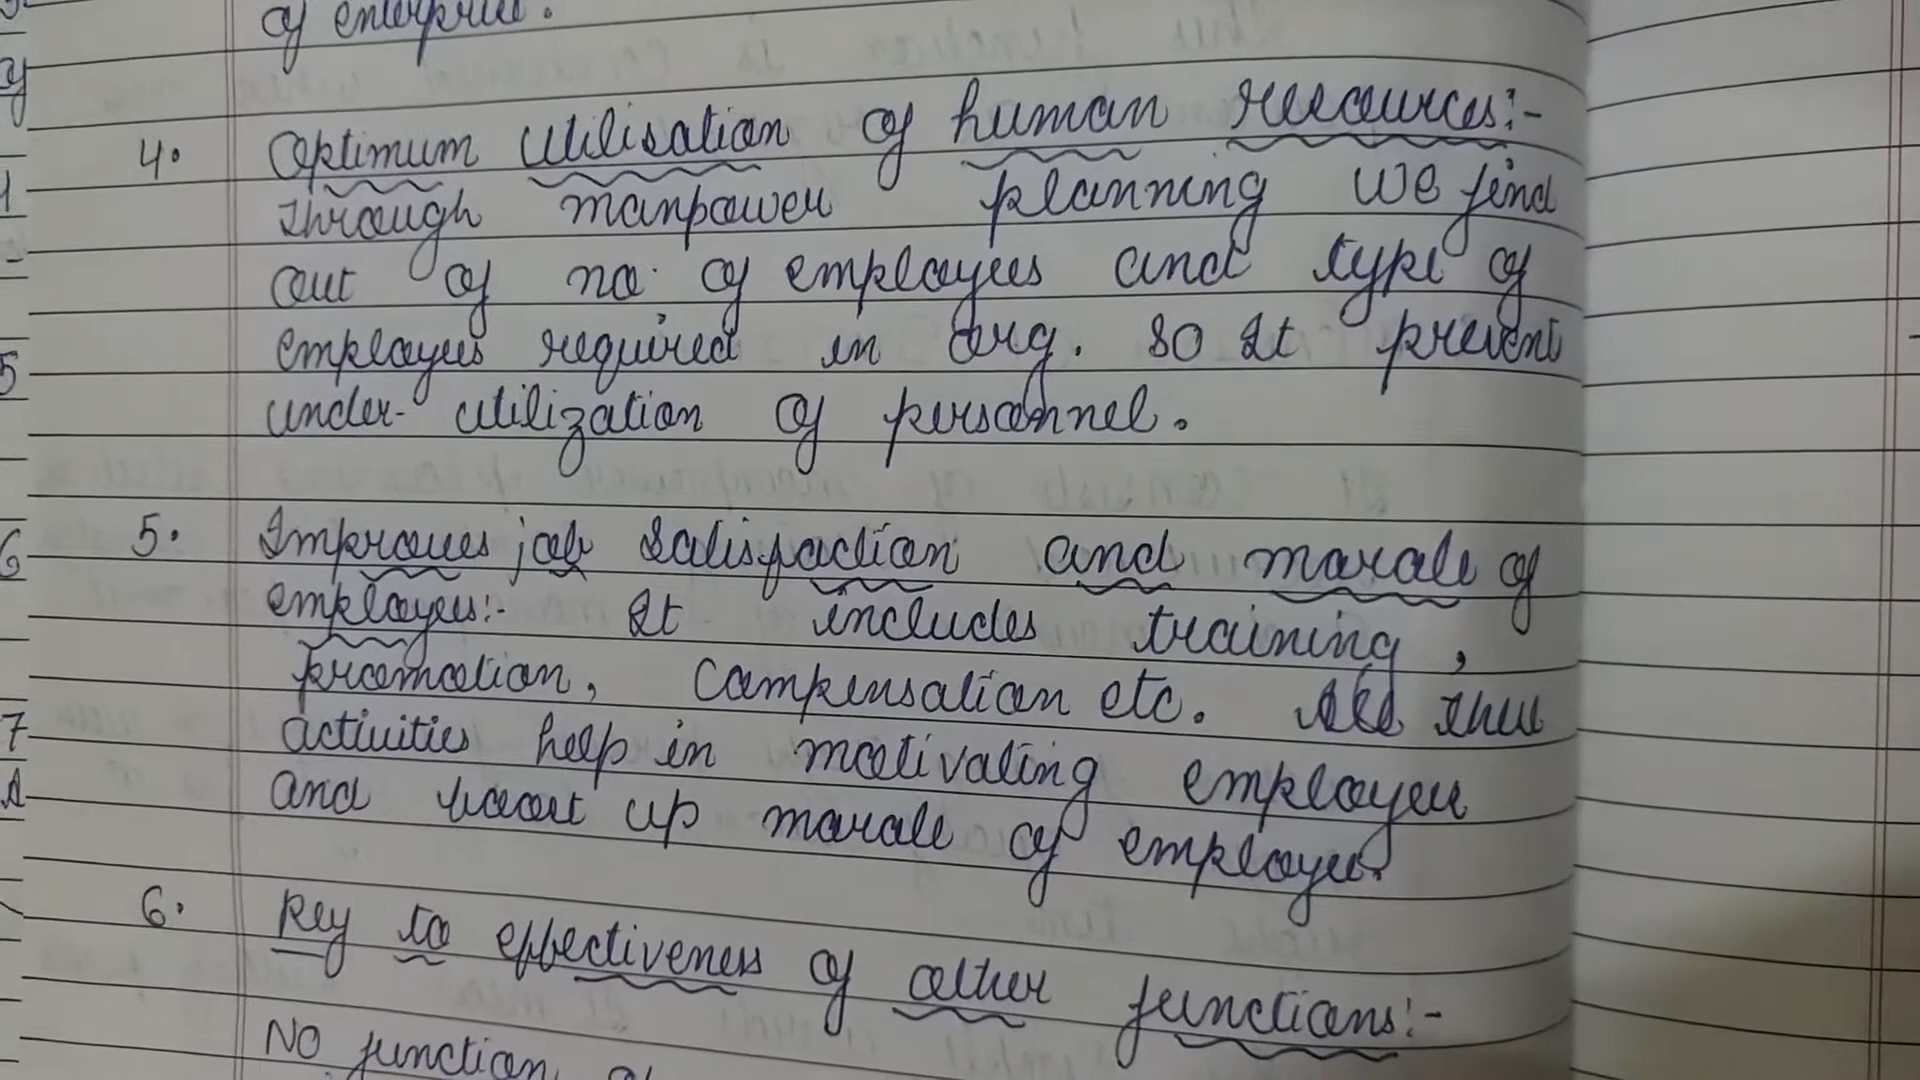 of enterprise.
4. Optimum utilisation of human resources:-
Through manpower planning we find
out of no. of employees and type of
employees required in org. so It prevent
under-utilization of personnel.
5. Improves job satisfaction and morale of
employees:- It includes training,
promotion, compensation etc. All these
activities help in motivating employees
and boost up morale of employees.
6. Key to effectiveness of other functions:-
No function